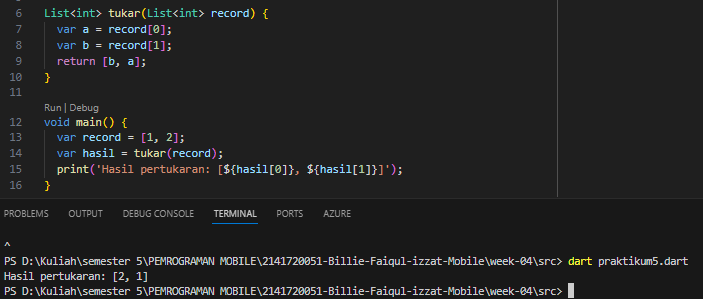 6 List<int> tukar(List<int> record) {
7 var a = record[0];
8 var b = record[1];
9 return [b, a];
10 }
11
Run | Debug
12 void main() {
13 var record = [1, 2];
14 var hasil = tukar(record);
15 print('Hasil pertukaran: [${hasil[0]}, ${hasil[1]}]');
16 }
PROBLEMS OUTPUT DEBUG CONSOLE TERMINAL PORTS AZURE
^
PS D:\Kuliah\semester 5\PEMROGRAMAN MOBILE\2141720051-Billie-Faiqul-izzat-Mobile\week-04\src> dart praktikum5.dart
Hasil pertukaran: [2, 1]
PS D:\Kuliah\semester 5\PEMROGRAMAN MOBILE\2141720051-Billie-Faiqul-izzat-Mobile\week-04\src>